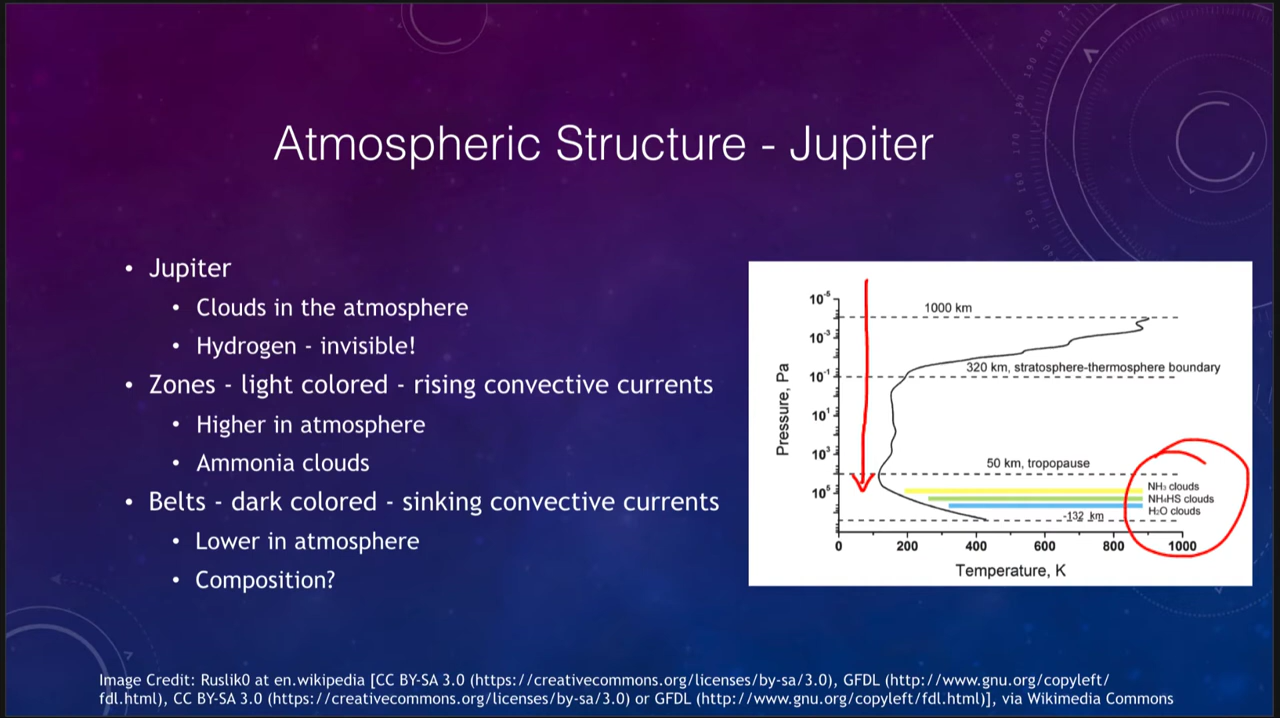 Atmospheric Structure - Jupiter
• Jupiter
• Clouds in the atmosphere
• Hydrogen - invisible!
• Zones - light colored - rising convective currents
• Higher in atmosphere
• Ammonia clouds
• Belts - dark colored - sinking convective currents
• Lower in atmosphere
• Composition?
Pressure, Pa
10⁻⁵
10⁻³
10⁻¹
10¹
10³
10⁵
1000 km
320 km, stratosphere-thermosphere boundary
50 km, tropopause
NH₃ clouds
NH₄HS clouds
H₂O clouds
-132 km
0 200 400 600 800 1000
Temperature, K
Image Credit: Ruslik0 at en.wikipedia [CC BY-SA 3.0 (https://creativecommons.org/licenses/by-sa/3.0), GFDL (http://www.gnu.org/copyleft/
fdl.html), CC BY-SA 3.0 (https://creativecommons.org/licenses/by-sa/3.0) or GFDL (http://www.gnu.org/copyleft/fdl.html)], via Wikimedia Commons